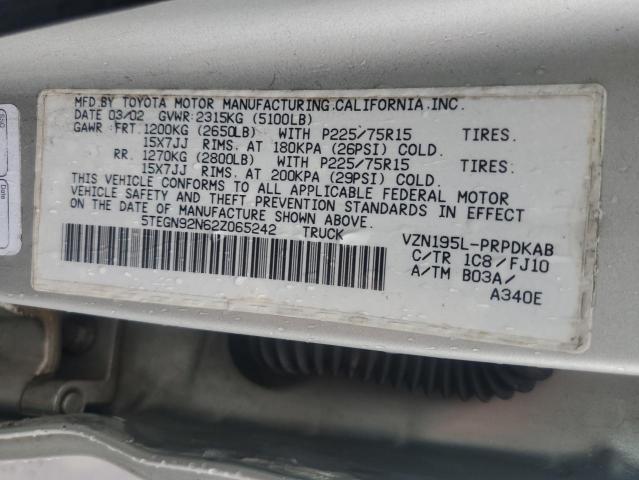 MFD.BY TOYOTA MOTOR MANUFACTURING,CALIFORNIA,INC.
DATE 03/02 GVWR:2315KG (5100LB)
GAWR: FRT.1200KG (2650LB) WITH P225/75R15 TIRES.
15X7JJ RIMS. AT 180KPA (26PSI) COLD.
RR. 1270KG (2800LB) WITH P225/75R15 TIRES.
15X7JJ RIMS. AT 200KPA (29PSI) COLD.
THIS VEHICLE CONFORMS TO ALL APPLICABLE FEDERAL MOTOR
VEHICLE SAFETY AND THEFT PREVENTION STANDARDS IN EFFECT
ON THE DATE OF MANUFACTURE SHOWN ABOVE.
5TEGN92N62Z065242 TRUCK VZN195L-PRPDKAB
C/TR 1C8/FJ10
A/TM B03A/
A340E
Date